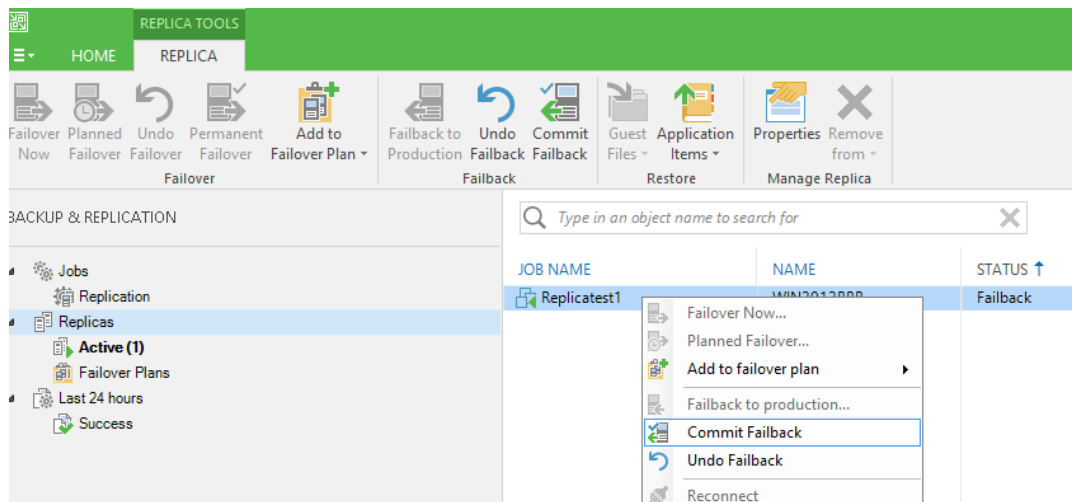 REPLICA TOOLS
HOME REPLICA
Failover Now
Planned Failover
Undo Failover
Permanent Failover
Add to Failover Plan
Failback to Production
Undo Failback
Commit Failback
Guest Files
Application Items
Properties
Remove from
Failover
Failback
Restore
Manage Replica
BACKUP & REPLICATION
Type in an object name to search for
Jobs
Replication
Replicas
Active (1)
Failover Plans
Last 24 hours
Success
JOB NAME NAME STATUS
Replicatest1 Failback
Failover Now...
Planned Failover...
Add to failover plan
Failback to production...
Commit Failback
Undo Failback
Reconnect